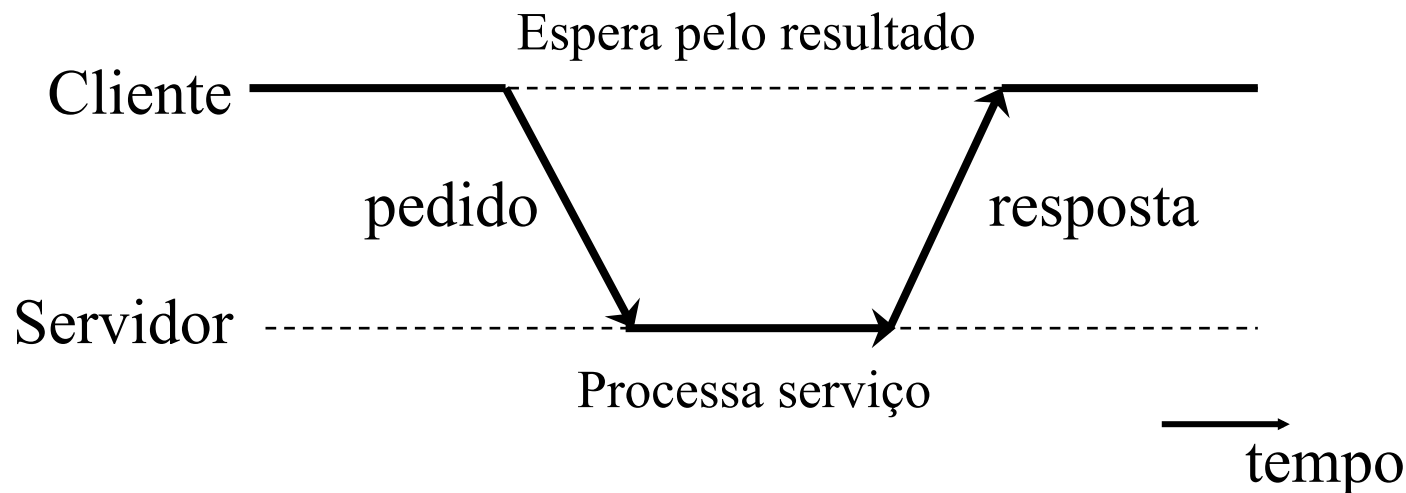 Espera pelo resultado
Cliente
pedido
resposta
Servidor
Processa serviço
tempo